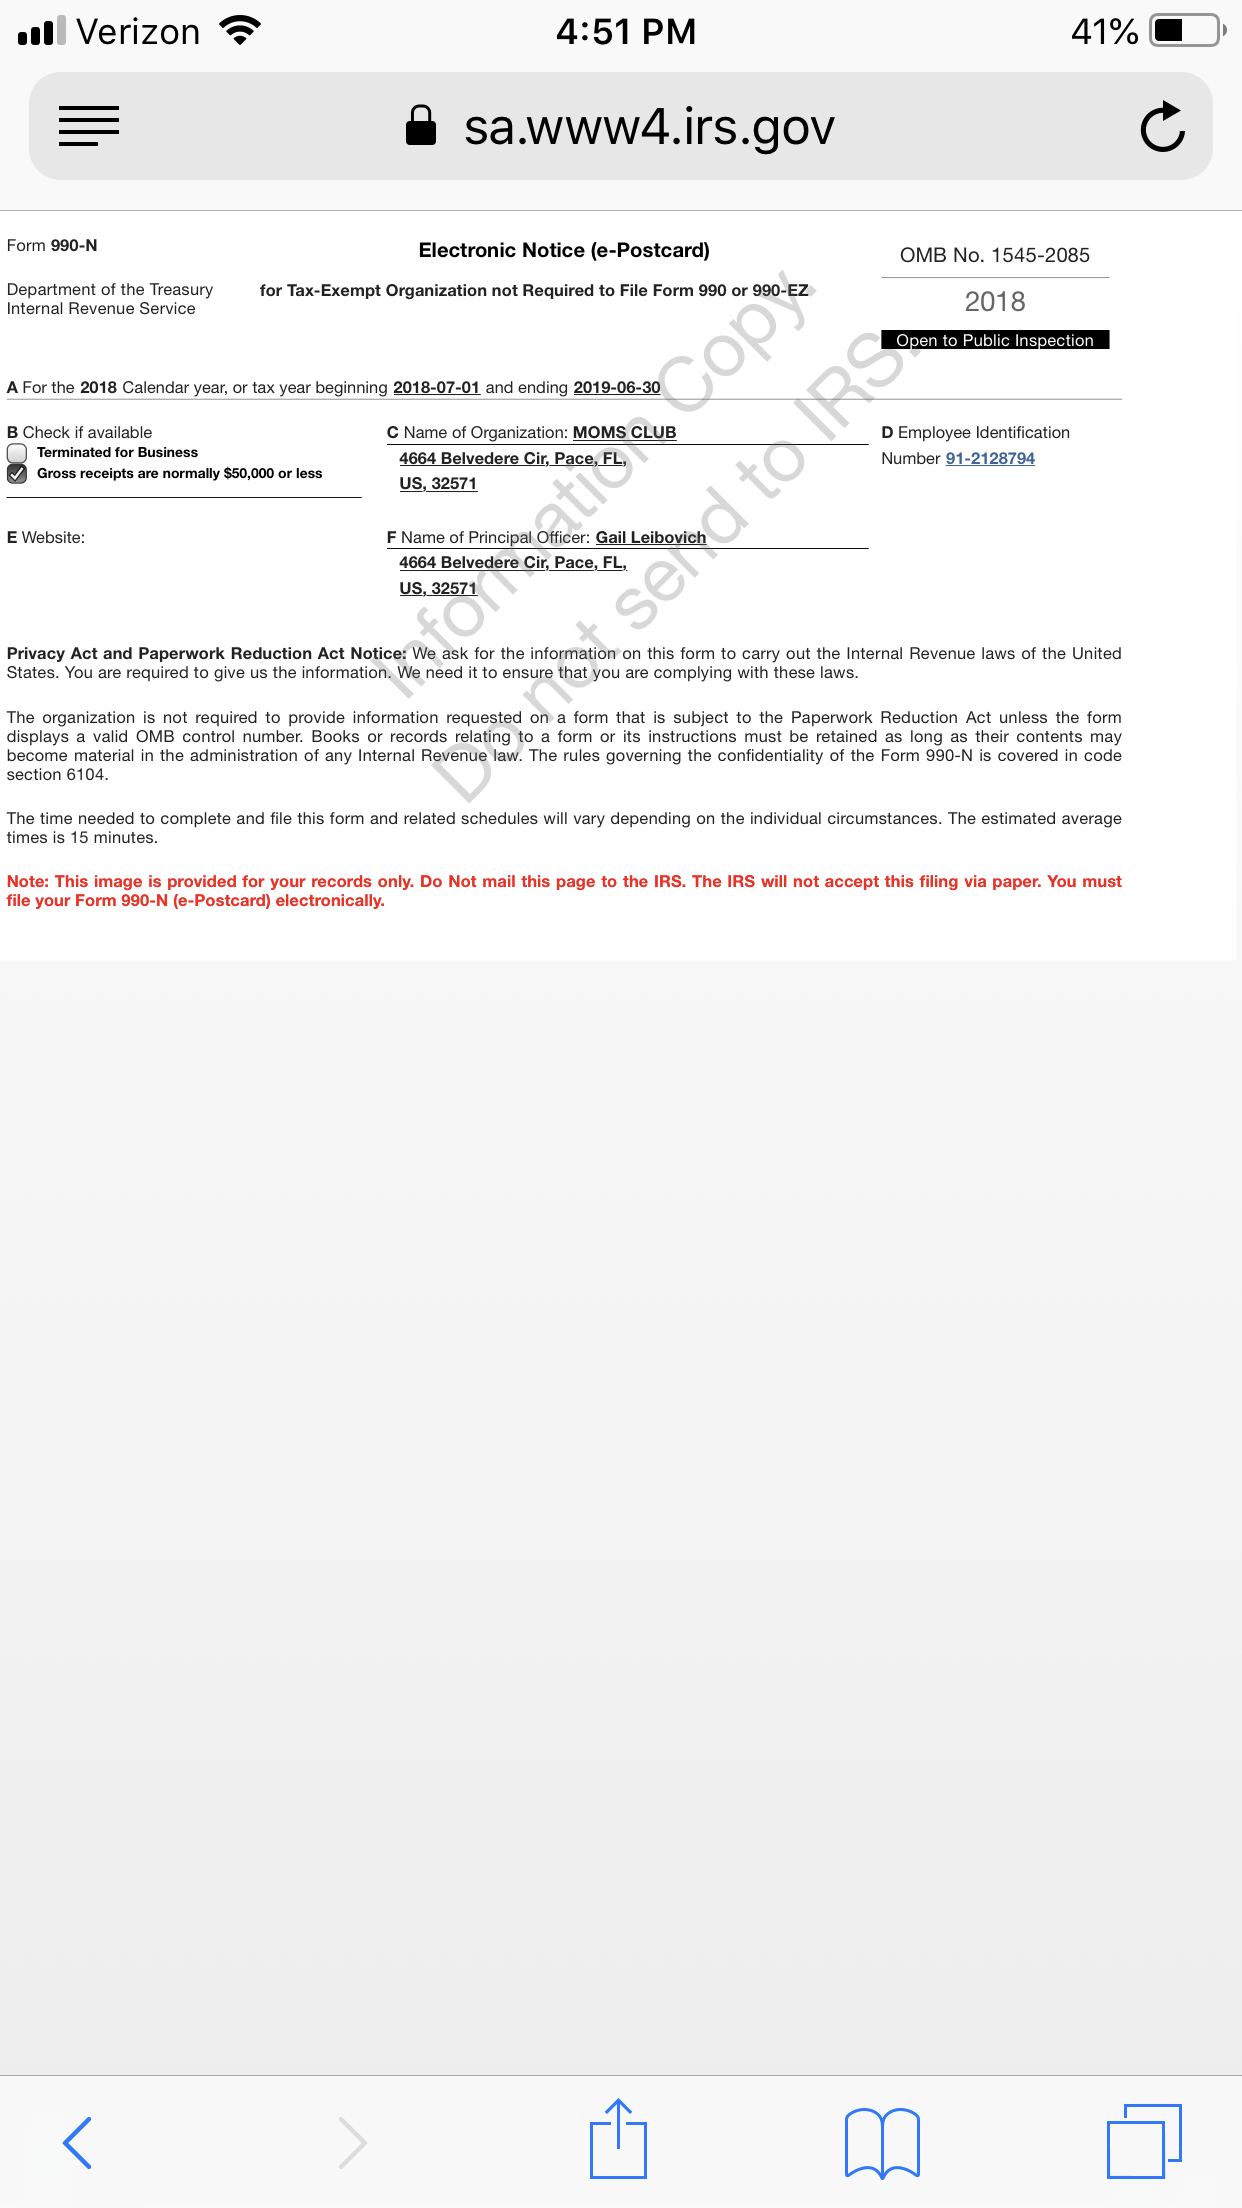 Verizon 4:51 PM 41%
sa.www4.irs.gov
Form 990-N
Electronic Notice (e-Postcard)
OMB No. 1545-2085
Department of the Treasury
Internal Revenue Service
for Tax-Exempt Organization not Required to File Form 990 or 990-EZ
2018
Open to Public Inspection
A For the 2018 Calendar year, or tax year beginning 2018-07-01 and ending 2019-06-30
B Check if available
Terminated for Business
Gross receipts are normally $50,000 or less
C Name of Organization: MOMS CLUB
4664 Belvedere Cir, Pace, FL,
US, 32571
D Employee Identification
Number 91-2128794
E Website:
F Name of Principal Officer: Gail Leibovich
4664 Belvedere Cir, Pace, FL,
US, 32571
Information Copy.
Do not send to IRS.
Privacy Act and Paperwork Reduction Act Notice: We ask for the information on this form to carry out the Internal Revenue laws of the United
States. You are required to give us the information. We need it to ensure that you are complying with these laws.
The organization is not required to provide information requested on a form that is subject to the Paperwork Reduction Act unless the form
displays a valid OMB control number. Books or records relating to a form or its instructions must be retained as long as their contents may
become material in the administration of any Internal Revenue law. The rules governing the confidentiality of the Form 990-N is covered in code
section 6104.
The time needed to complete and file this form and related schedules will vary depending on the individual circumstances. The estimated average
times is 15 minutes.
Note: This image is provided for your records only. Do Not mail this page to the IRS. The IRS will not accept this filing via paper. You must
file your Form 990-N (e-Postcard) electronically.